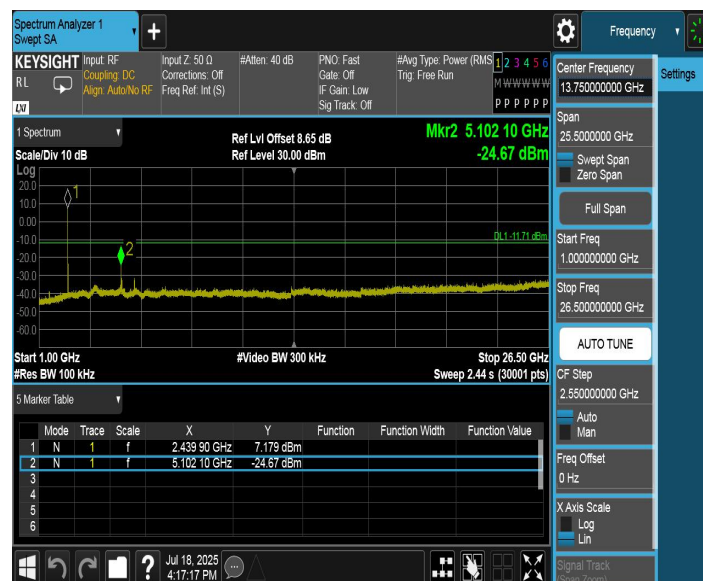 Spectrum Analyzer 1
Swept SA
Frequency
KEYSIGHT
RL
LXI
Input: RF
Coupling: DC
Align: Auto/No RF
Input Z: 50 Ω
Corrections: Off
Freq Ref: Int (S)
#Atten: 40 dB
PNO: Fast
Gate: Off
IF Gain: Low
Sig Track: Off
#Avg Type: Power (RMS
Trig: Free Run
1 2 3 4 5 6
M W W W W W
P P P P P P
1 Spectrum
Scale/Div 10 dB
Ref Lvl Offset 8.65 dB
Ref Level 30.00 dBm
Mkr2 5.102 10 GHz
-24.67 dBm
Log
20.0
10.0
0.00
-10.0
-20.0
-30.0
-40.0
-50.0
-60.0
1
2
DL1 -11.71 dBm
Start 1.00 GHz
#Video BW 300 kHz
Stop 26.50 GHz
#Res BW 100 kHz
Sweep 2.44 s (30001 pts)
5 Marker Table
Mode Trace Scale X Y Function Function Width Function Value
1 N 1 f 2.439 90 GHz 7.179 dBm
2 N 1 f 5.102 10 GHz -24.67 dBm
3
4
5
6
Jul 18, 2025
4:17:17 PM
Center Frequency
13.750000000 GHz
Settings
Span
25.5000000 GHz
Swept Span
Zero Span
Full Span
Start Freq
1.000000000 GHz
Stop Freq
26.500000000 GHz
AUTO TUNE
CF Step
2.550000000 GHz
Auto
Man
Freq Offset
0 Hz
X Axis Scale
Log
Lin
Signal Track
(Span Zoom)